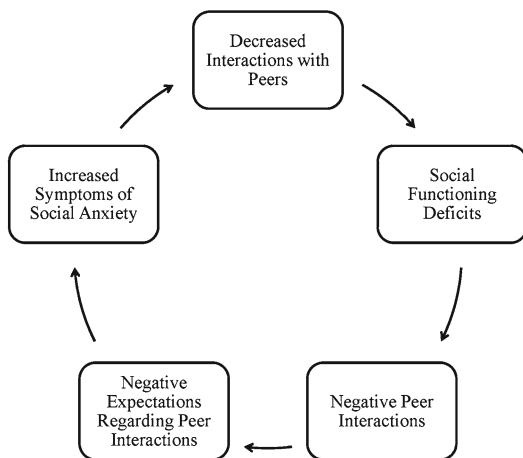 Decreased
Interactions with
Peers
Social
Functioning
Deficits
Negative Peer
Interactions
Negative
Expectations
Regarding Peer
Interactions
Increased
Symptoms of
Social Anxiety